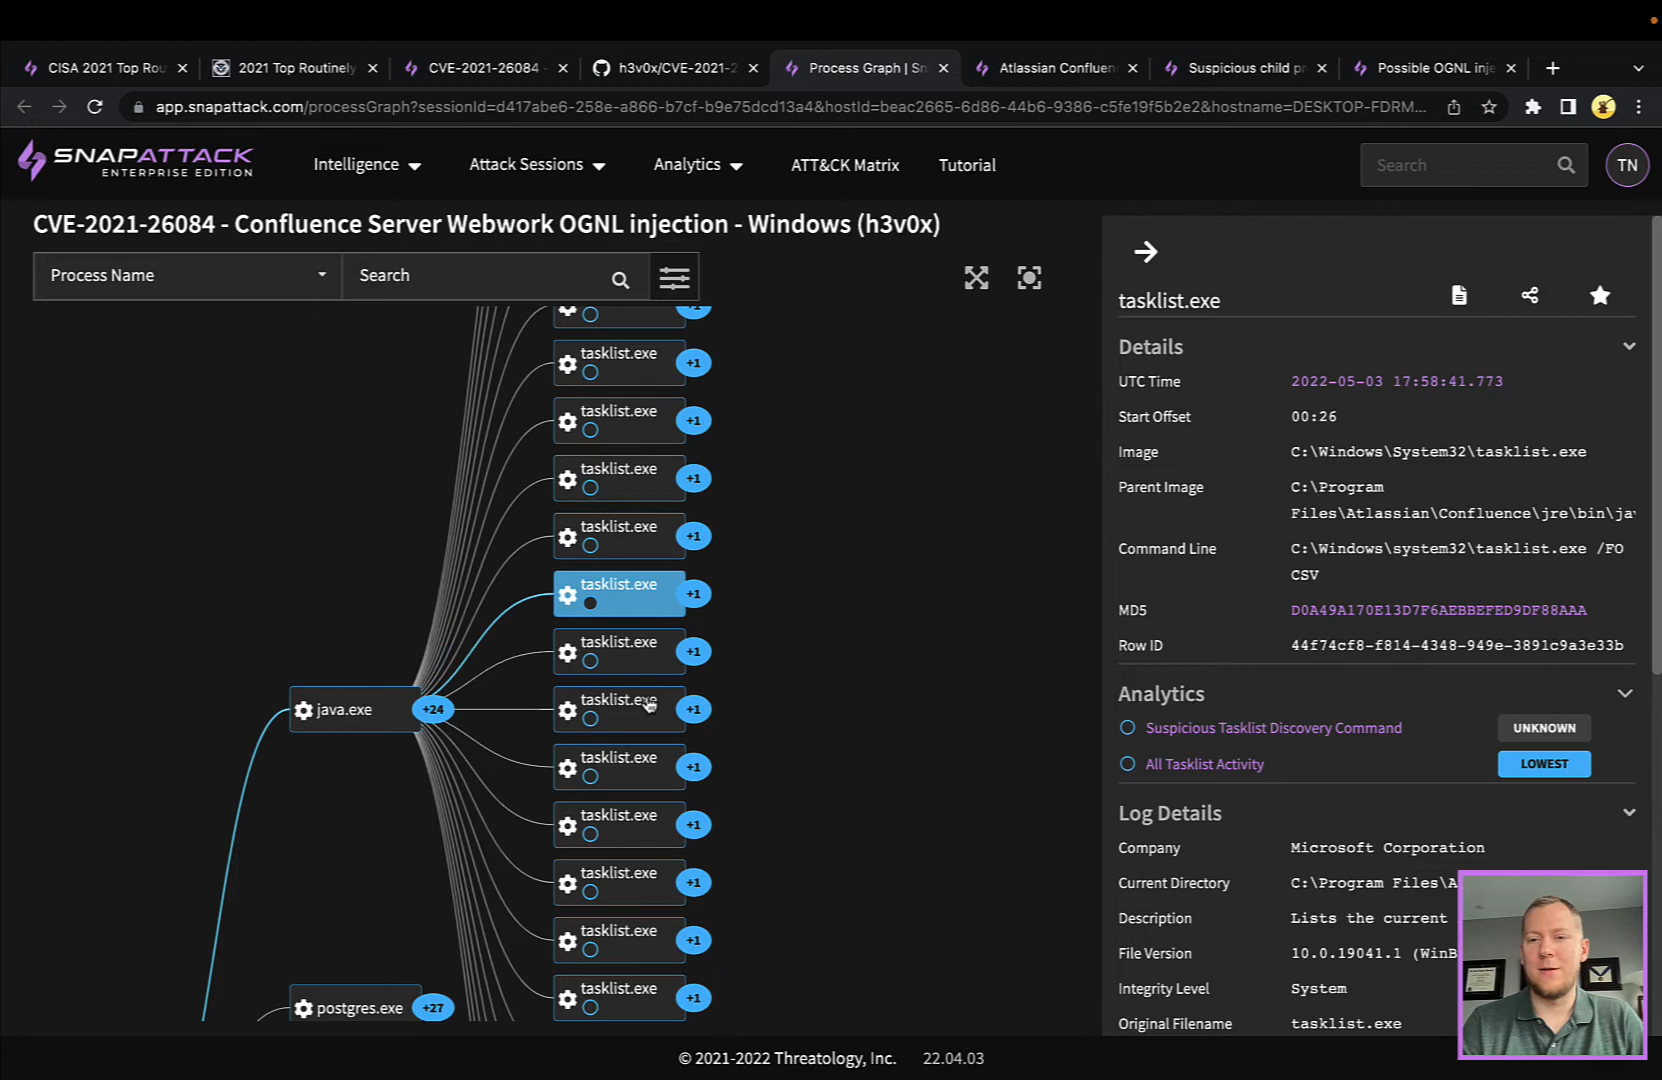 CISA 2021 Top Rou
2021 Top Routinely
CVE-2021-26084 -
h3v0x/CVE-2021-2
Process Graph | Sn
Atlassian Confluen
Suspicious child pr
Possible OGNL inje
app.snapattack.com/processGraph?sessionId=d417abe6-258e-a866-b7cf-b9e75dcd13a4&hostId=beac2665-6d86-44b6-9386-c5fe19f5b2e2&hostname=DESKTOP-FDRM...
SNAPATTACK
ENTERPRISE EDITION
Intelligence
Attack Sessions
Analytics
ATT&CK Matrix
Tutorial
Search
TN
CVE-2021-26084 - Confluence Server Webwork OGNL injection - Windows (h3v0x)
Process Name
Search
+1
tasklist.exe
+1
tasklist.exe
+1
tasklist.exe
+1
tasklist.exe
+1
tasklist.exe
+1
tasklist.exe
+1
tasklist.exe
+1
tasklist.exe
+1
tasklist.exe
+1
tasklist.exe
+1
tasklist.exe
+1
tasklist.exe
+1
java.exe
+24
postgres.exe
+27
tasklist.exe
Details
UTC Time 2022-05-03 17:58:41.773
Start Offset 00:26
Image C:\Windows\System32\tasklist.exe
Parent Image C:\Program
Files\Atlassian\Confluence\jre\bin\jav
Command Line C:\Windows\system32\tasklist.exe /FO
CSV
MD5 D0A49A170E13D7F6AEBBEFED9DF88AAA
Row ID 44f74cf8-f814-4348-949e-3891c9a3e33b
Analytics
Suspicious Tasklist Discovery Command UNKNOWN
All Tasklist Activity LOWEST
Log Details
Company Microsoft Corporation
Current Directory C:\Program Files\A
Description Lists the current
File Version 10.0.19041.1 (WinB
Integrity Level System
Original Filename tasklist.exe
© 2021-2022 Threatology, Inc. 22.04.03